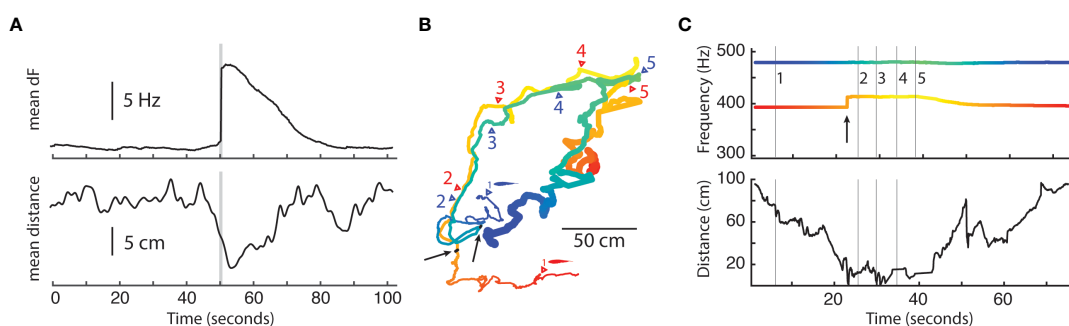 A
mean dF
5 Hz
mean distance
5 cm
0 20 40 60 80 100
Time (seconds)
B
4
5
3
5
4
3
2
2
1
1
50 cm
C
Frequency (Hz)
500
400
300
1 2 3 4 5
Distance (cm)
100
60
20
20 40 60
Time (seconds)